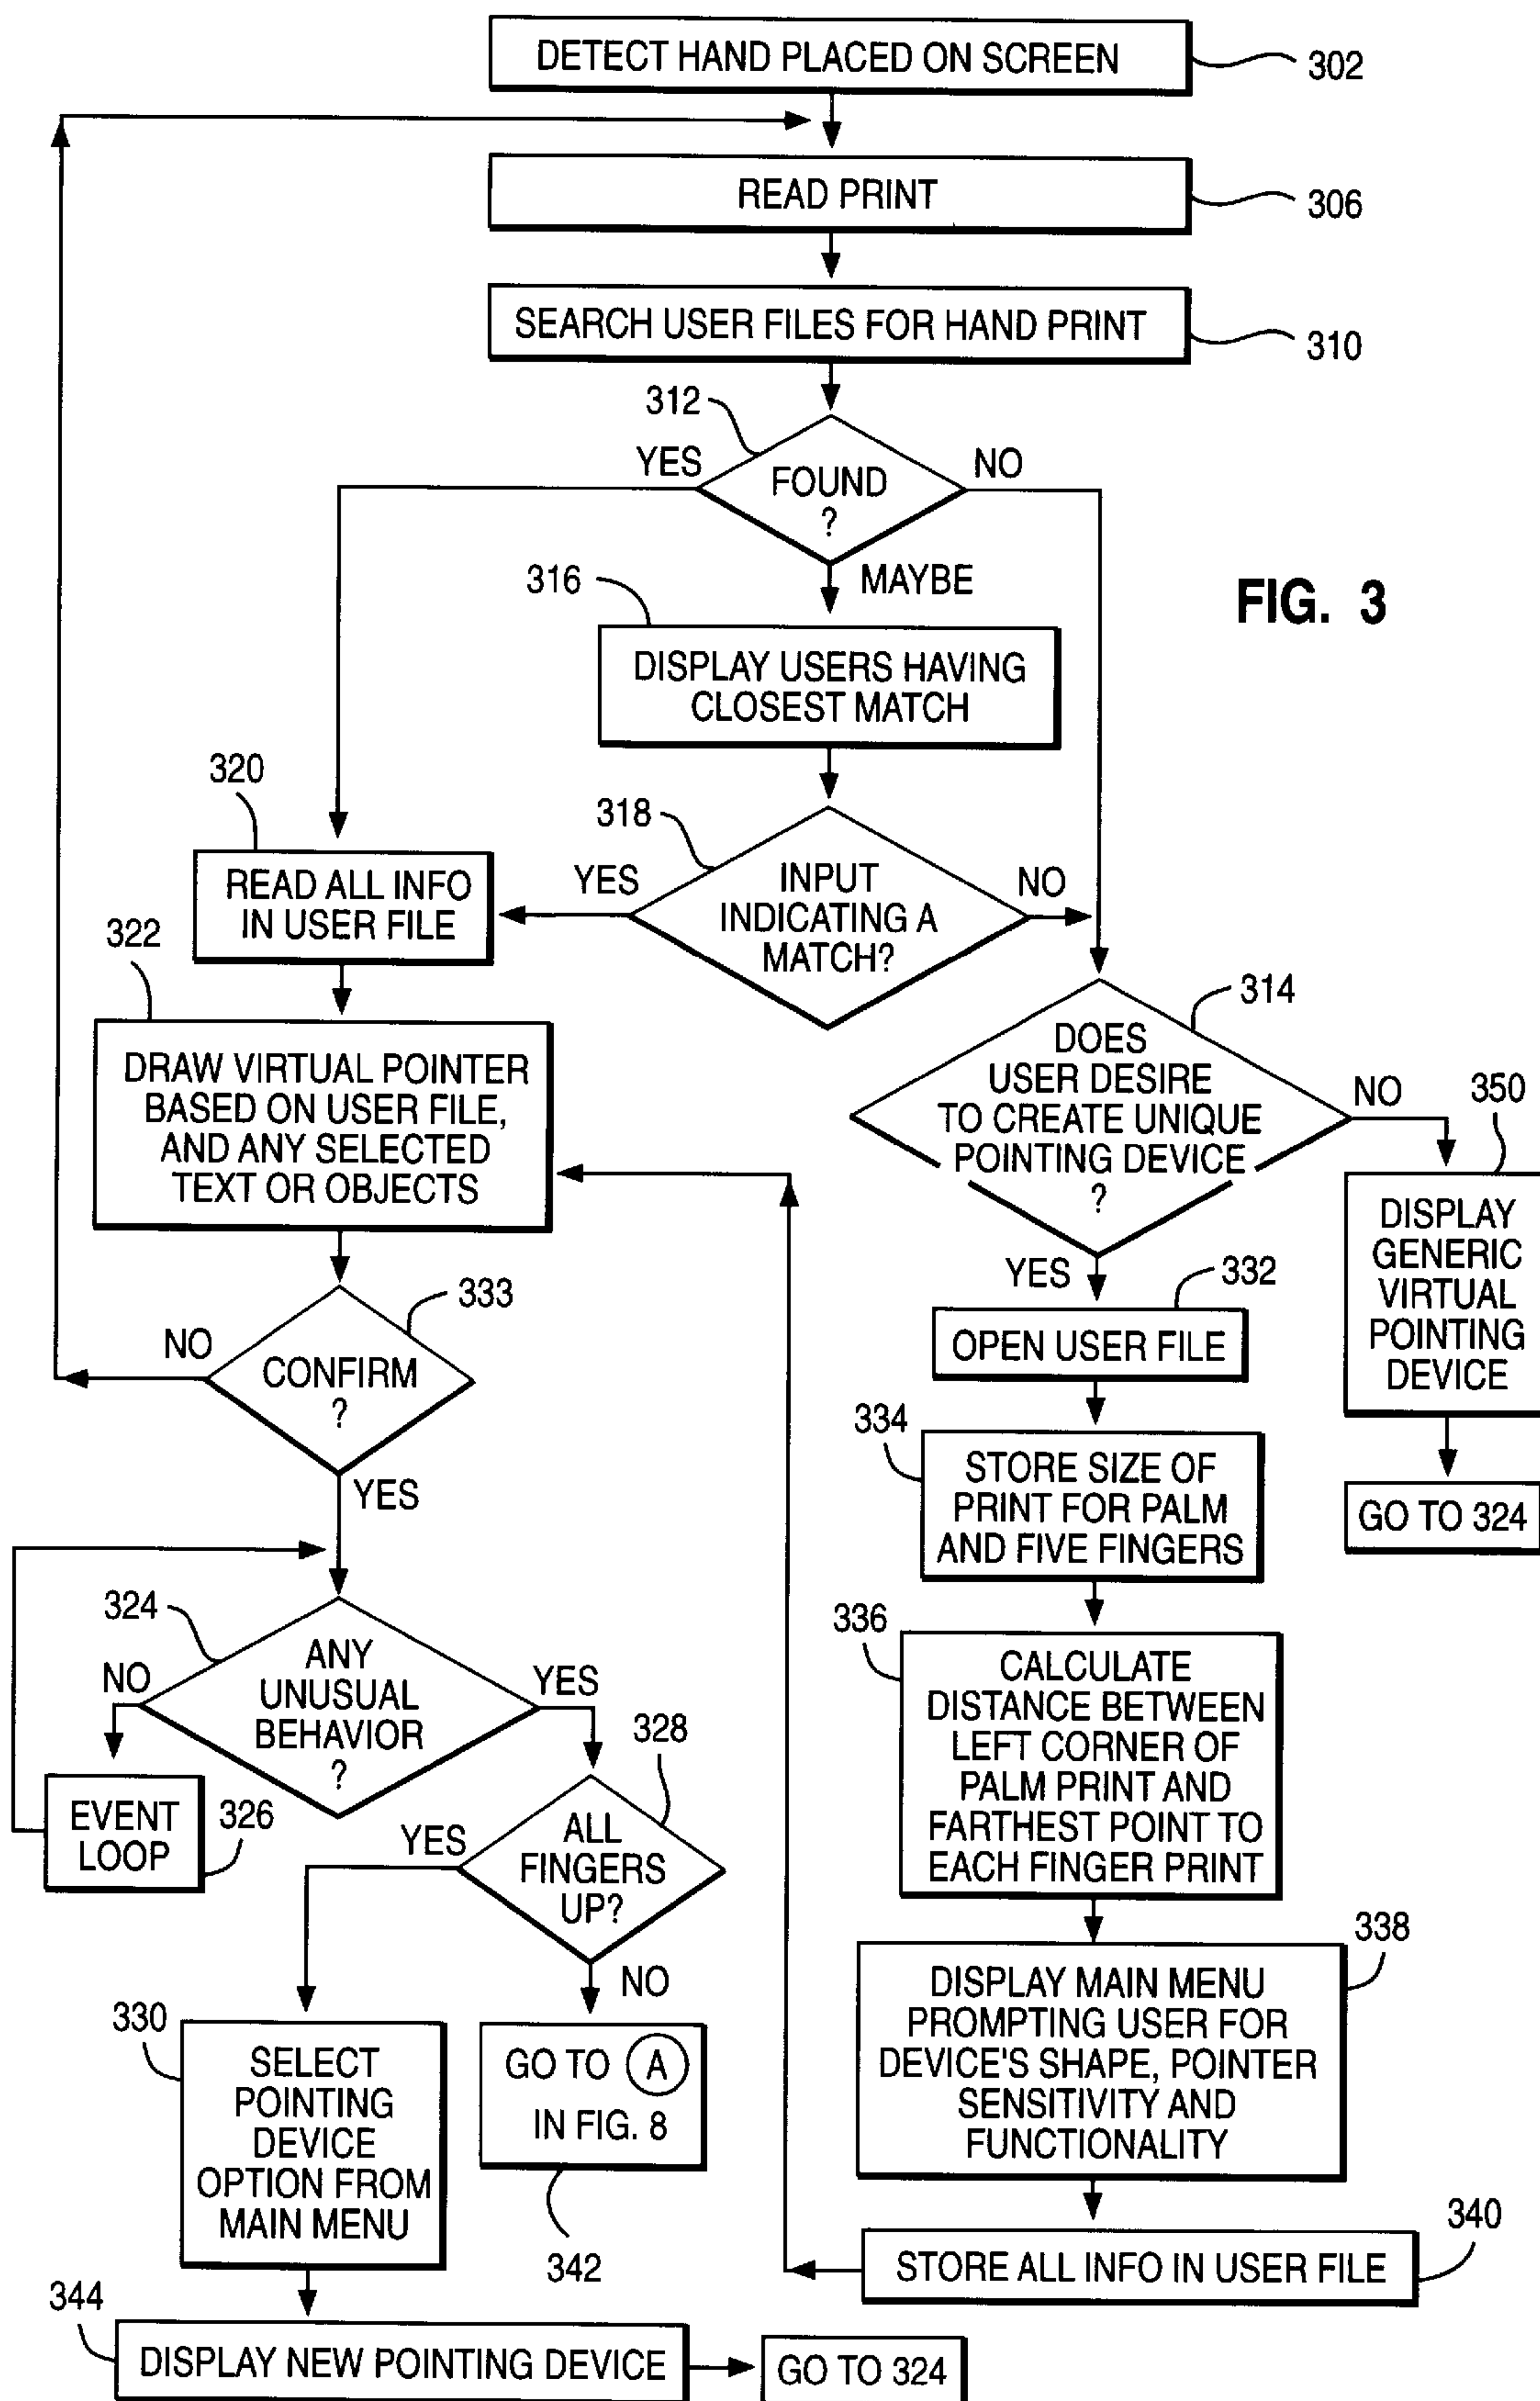 DETECT HAND PLACED ON SCREEN
302
READ PRINT
306
SEARCH USER FILES FOR HAND PRINT
310
312
YES
FOUND
?
NO
MAYBE
FIG. 3
316
DISPLAY USERS HAVING
CLOSEST MATCH
320
READ ALL INFO
IN USER FILE
318
YES
INPUT
INDICATING A
MATCH?
NO
322
DRAW VIRTUAL POINTER
BASED ON USER FILE,
AND ANY SELECTED
TEXT OR OBJECTS
314
DOES
USER DESIRE
TO CREATE UNIQUE
POINTING DEVICE
?
NO
350
DISPLAY
GENERIC
VIRTUAL
POINTING
DEVICE
GO TO 324
YES
332
OPEN USER FILE
333
NO
CONFIRM
?
YES
334
STORE SIZE OF
PRINT FOR PALM
AND FIVE FINGERS
324
NO
ANY
UNUSUAL
BEHAVIOR
?
YES
EVENT
LOOP
326
328
YES
ALL
FINGERS
UP?
NO
336
CALCULATE
DISTANCE BETWEEN
LEFT CORNER OF
PALM PRINT AND
FARTHEST POINT TO
EACH FINGER PRINT
338
DISPLAY MAIN MENU
PROMPTING USER FOR
DEVICE'S SHAPE, POINTER
SENSITIVITY AND
FUNCTIONALITY
330
SELECT
POINTING
DEVICE
OPTION FROM
MAIN MENU
GO TO A
IN FIG. 8
342
340
STORE ALL INFO IN USER FILE
344
DISPLAY NEW POINTING DEVICE
GO TO 324